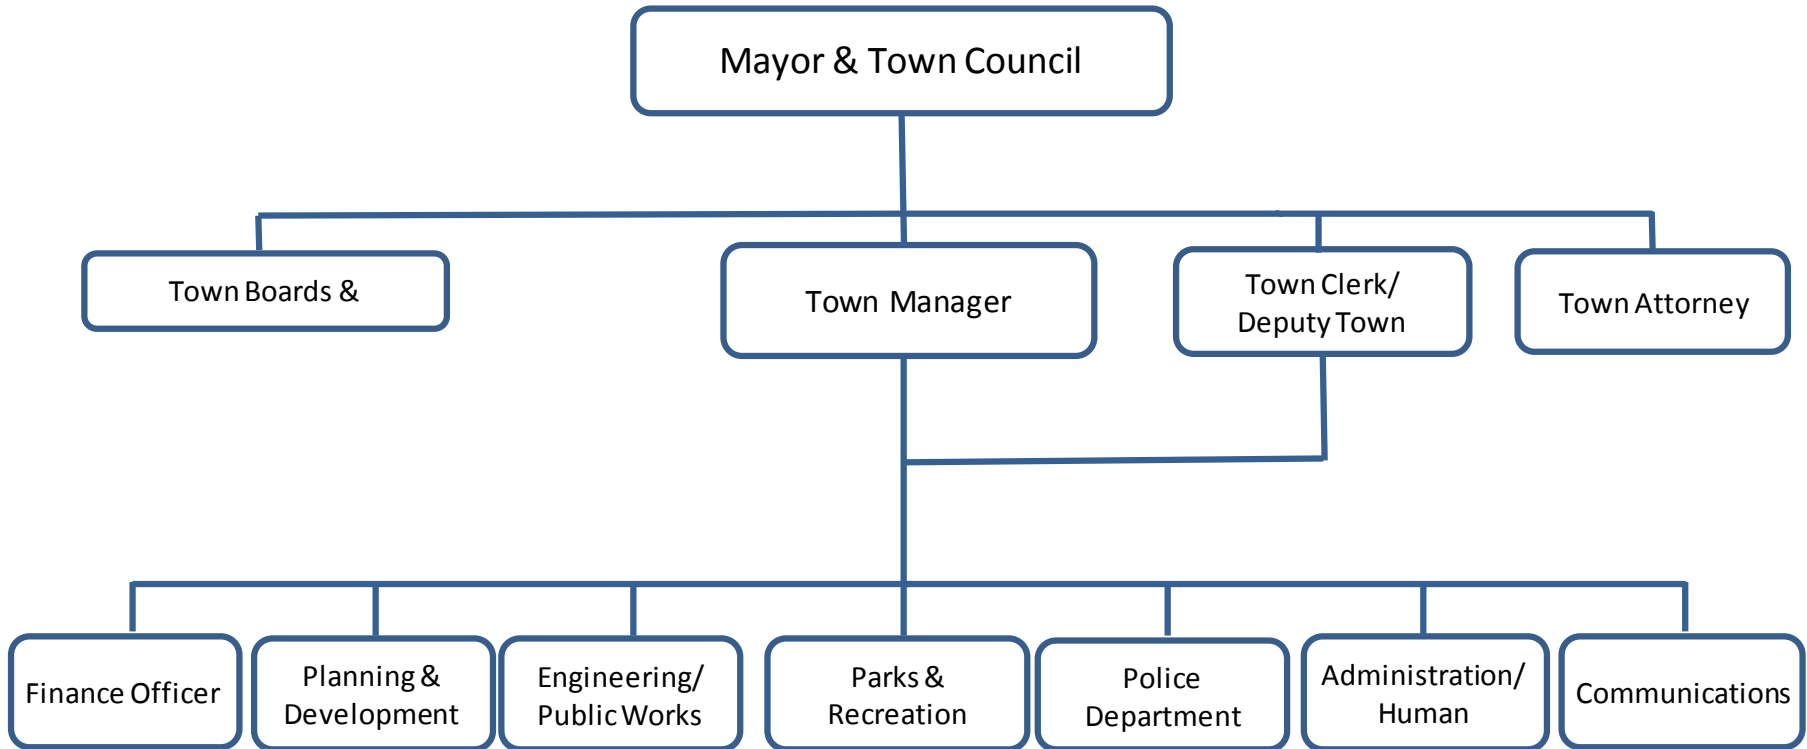 Mayor & Town Council
Town Boards &
Town Manager
Town Clerk/
Deputy Town
Town Attorney
Finance Officer
Planning &
Development
Engineering/
Public Works
Parks &
Recreation
Police
Department
Administration/
Human
Communications